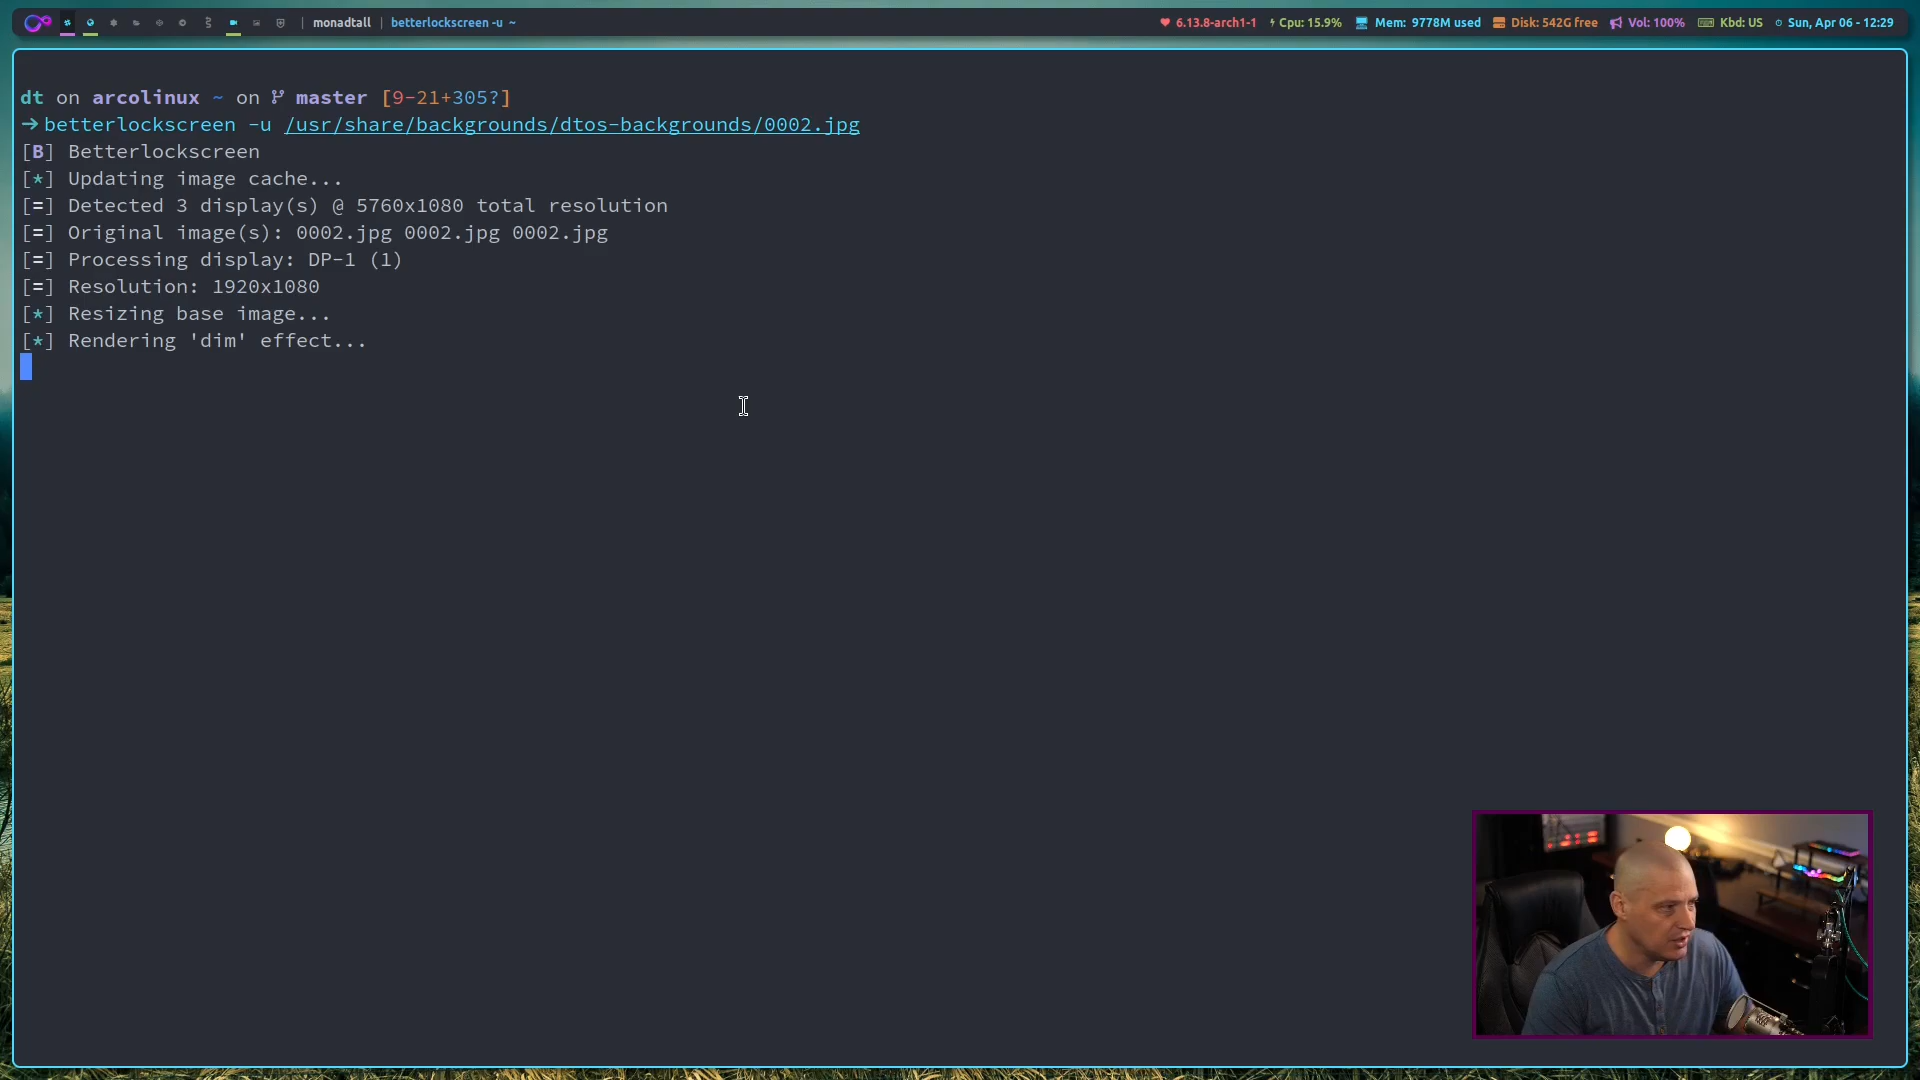 monadtall | betterlockscreen -u ~ 6.13.8-arch1-1 Cpu: 15.9% Mem: 9778M used Disk: 542G free Vol: 100% Kbd: US Sun, Apr 06 - 12:29
dt on arcolinux ~ on master [9-21+305?]
→ betterlockscreen -u /usr/share/backgrounds/dtos-backgrounds/0002.jpg
[B] Betterlockscreen
[*] Updating image cache...
[=] Detected 3 display(s) @ 5760x1080 total resolution
[=] Original image(s): 0002.jpg 0002.jpg 0002.jpg
[=] Processing display: DP-1 (1)
[=] Resolution: 1920x1080
[*] Resizing base image...
[*] Rendering 'dim' effect...